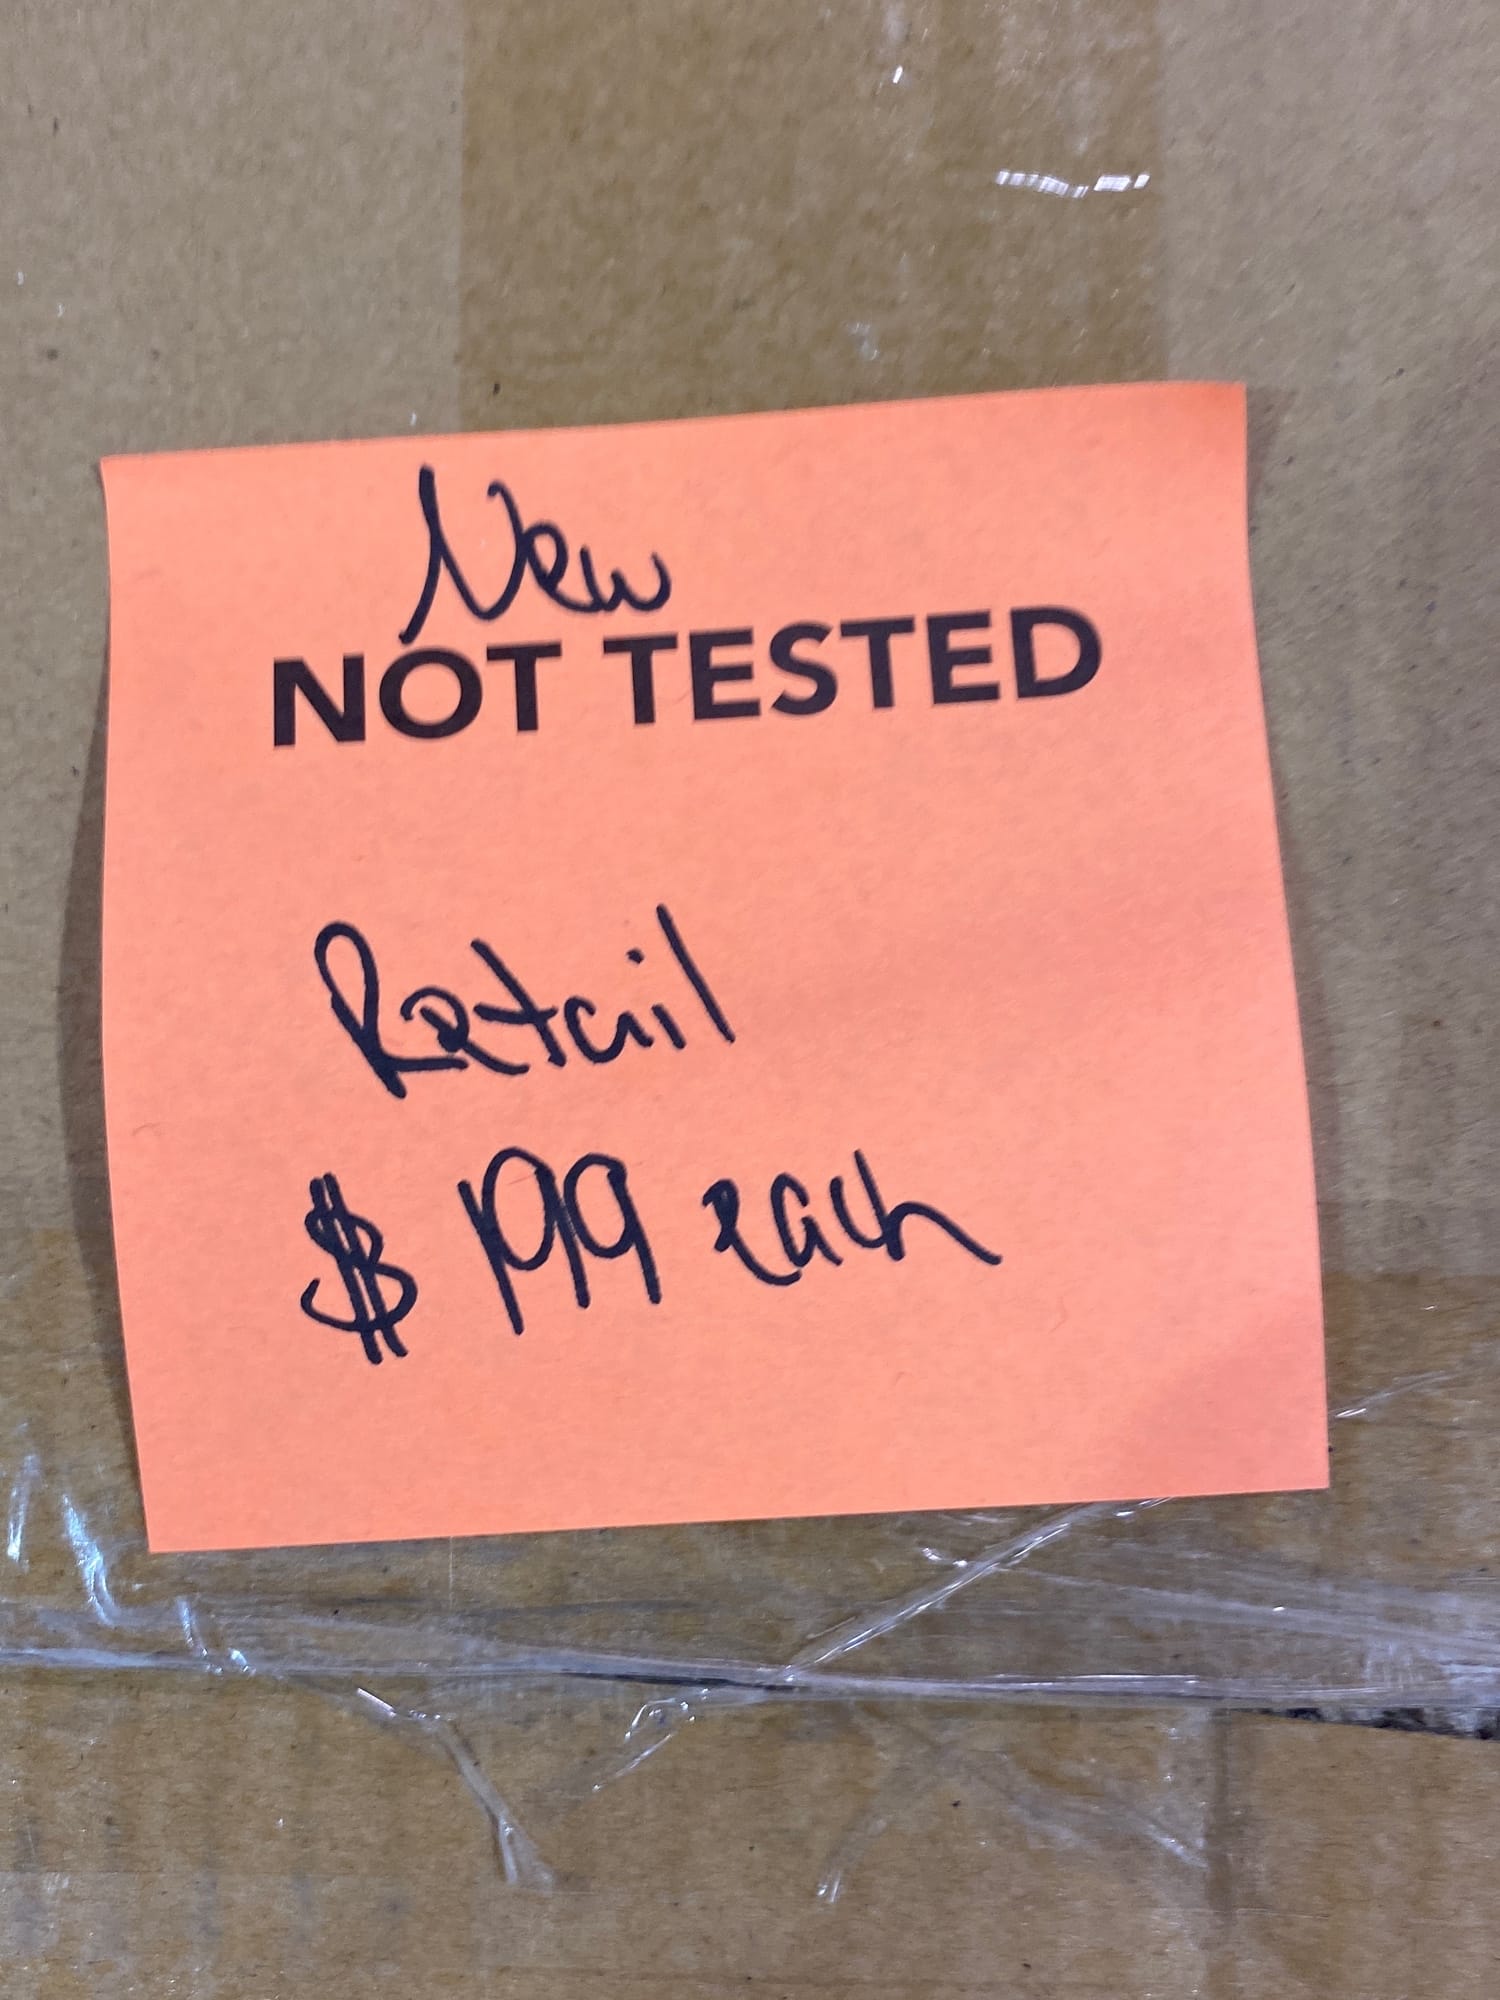 New
NOT TESTED
Retail
$ 199 each